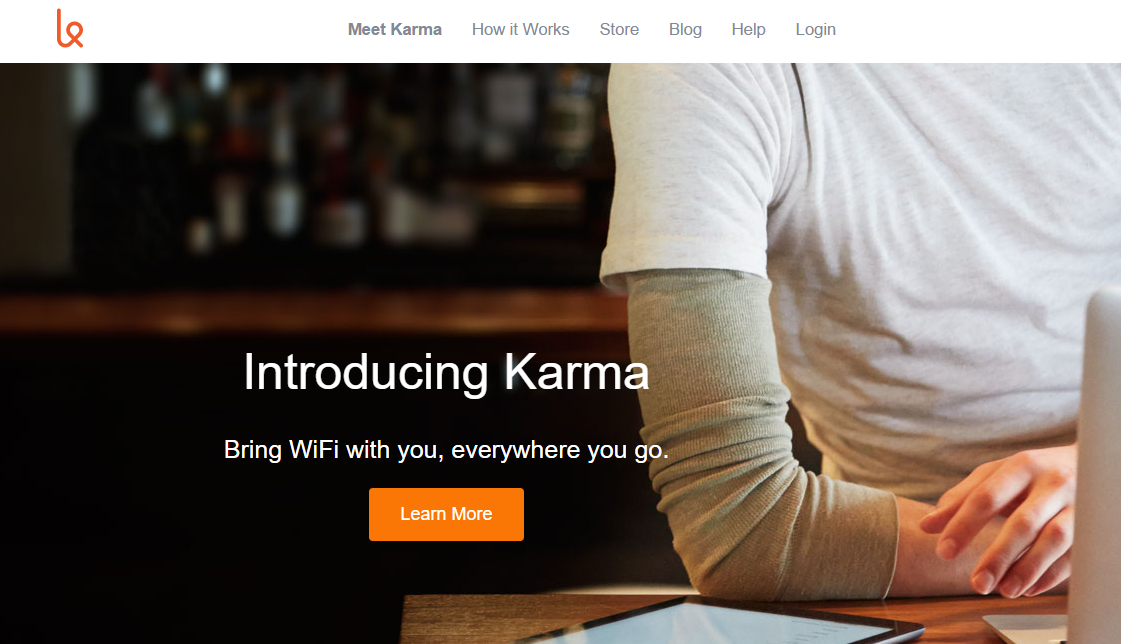 Meet Karma How it Works Store Blog Help Login
Introducing Karma
Bring WiFi with you, everywhere you go.
Learn More